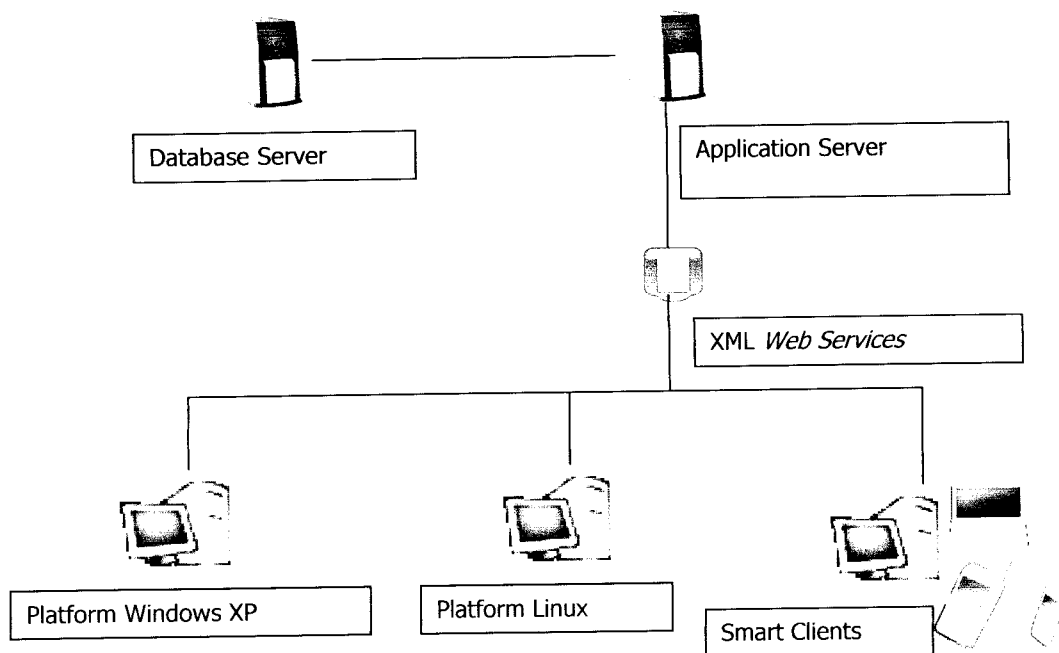 Database Server
Application Server
XML Web Services
Platform Windows XP
Platform Linux
Smart Clients